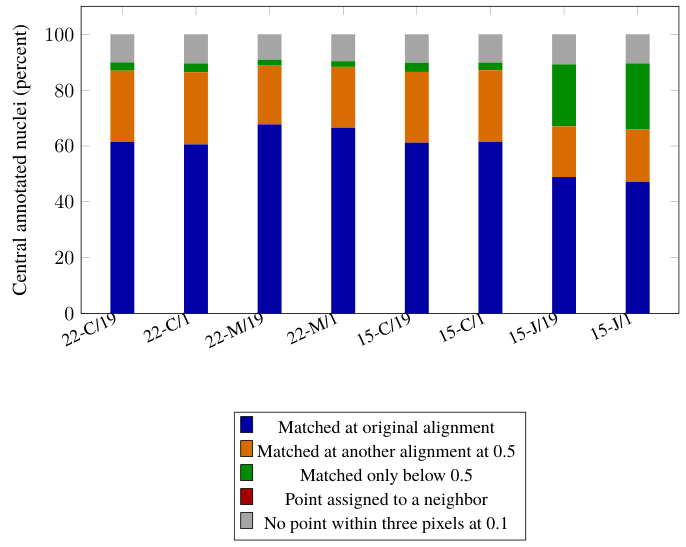 Central annotated nuclei (percent)
100
80
60
40
20
0
22-C/19 22-C/1 22-M/19 22-M/1 15-C/19 15-C/1 15-J/19 15-J/1
Matched at original alignment
Matched at another alignment at 0.5
Matched only below 0.5
Point assigned to a neighbor
No point within three pixels at 0.1